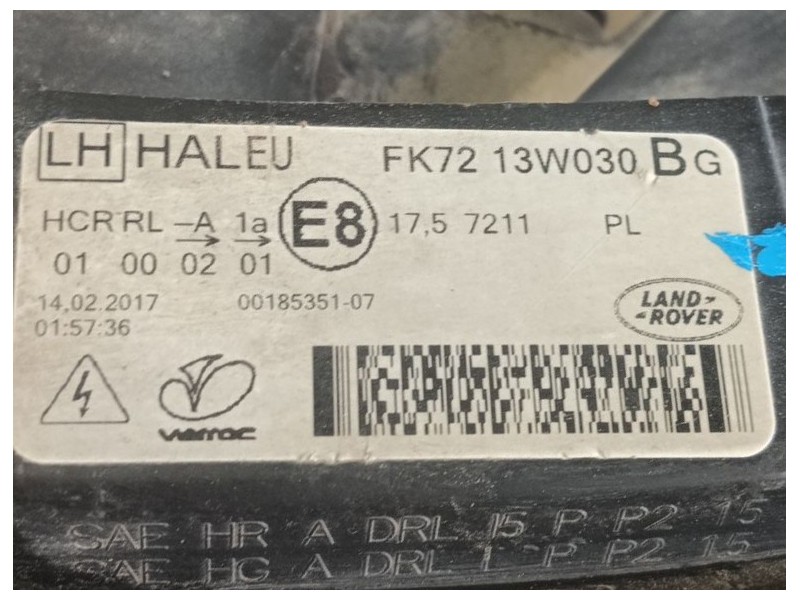 LH HALEU FK72 13W030 BG
HCR RL -A 1a E8 17,5 7211 PL
01 00 02 01
14,02.2017 00185351-07
01:57:36
LAND-
-ROVER
varroc
SAE HR A DRL 15 P P2 15
SAE HG A DRL P P2 15